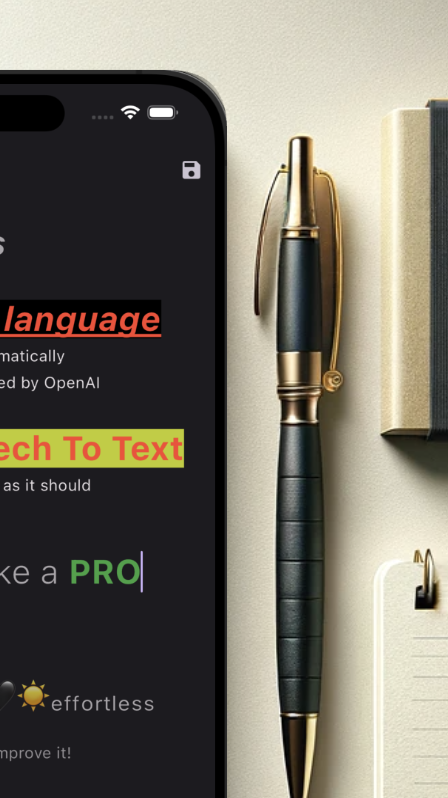 s
language
matically
ed by OpenAI
ech To Text
as it should
ke a PRO
🖤☀️effortless
mprove it!